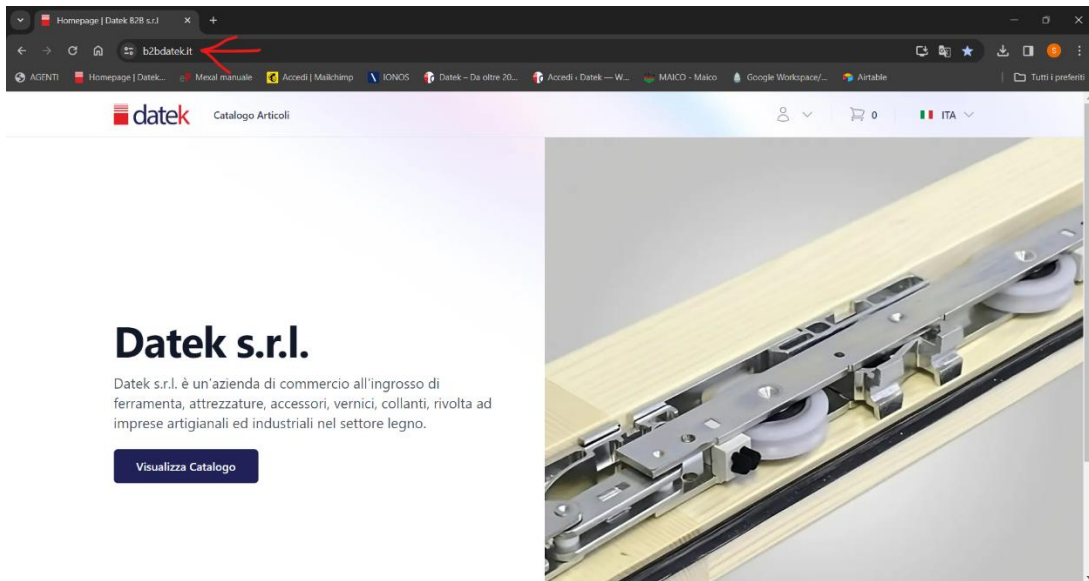 Homepage | Datek B2B s.r.l
b2bdatek.it
AGENTI
Homepage | Datek...
Mexal manuale
Accedi | Mailchimp
IONOS
Datek – Da oltre 20...
Accedi ‹ Datek — W...
MAICO - Maico
Google Workspace/...
Airtable
Tutti i preferiti
datek
Catalogo Articoli
0
ITA
Datek s.r.l.
Datek s.r.l. è un'azienda di commercio all'ingrosso di
ferramenta, attrezzature, accessori, vernici, collanti, rivolta ad
imprese artigianali ed industriali nel settore legno.
Visualizza Catalogo